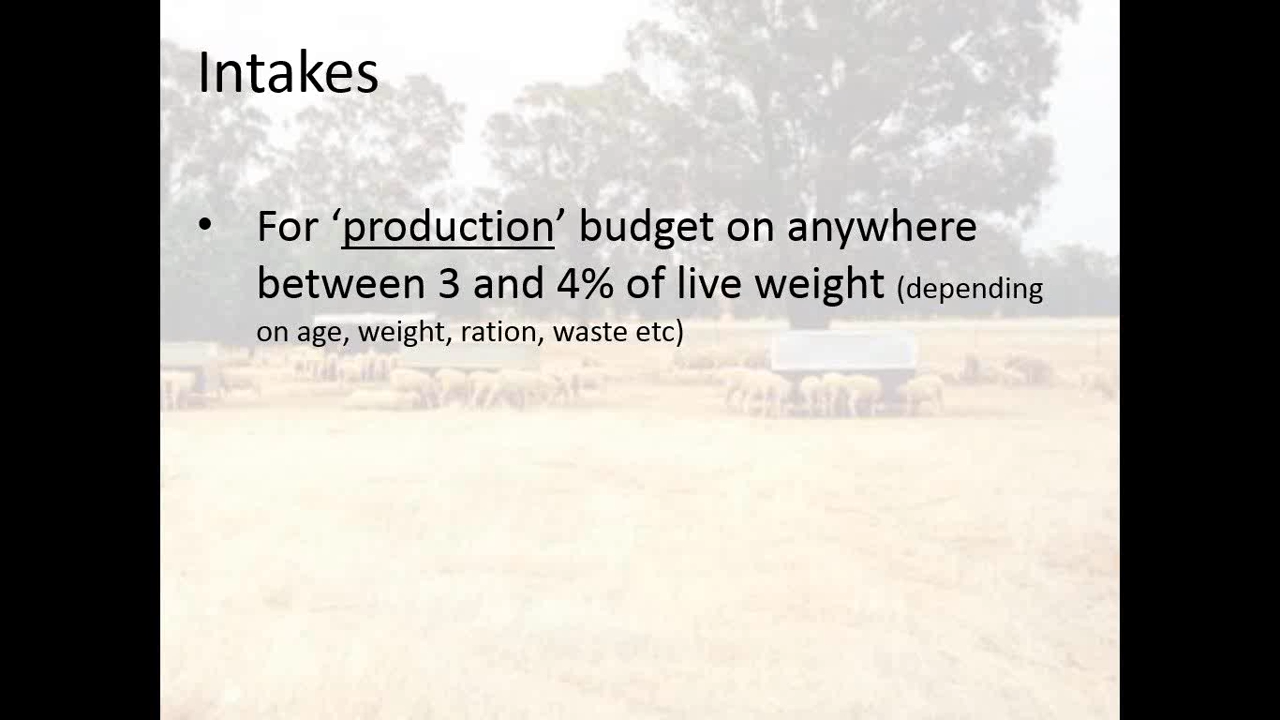 Intakes
• For ‘production’ budget on anywhere
between 3 and 4% of live weight (depending
on age, weight, ration, waste etc)